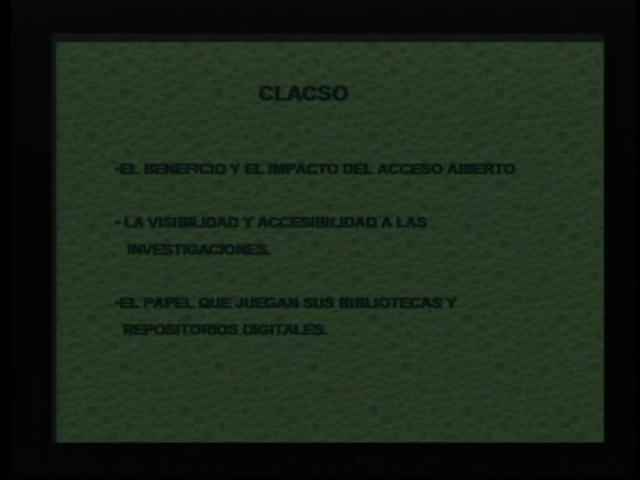 CLACSO
•EL BENEFICIO Y EL IMPACTO DEL ACCESO ABIERTO
• LA VISIBILIDAD Y ACCESIBILIDAD A LAS
INVESTIGACIONES.
•EL PAPEL QUE JUEGAN SUS BIBLIOTECAS Y
REPOSITORIOS DIGITALES.